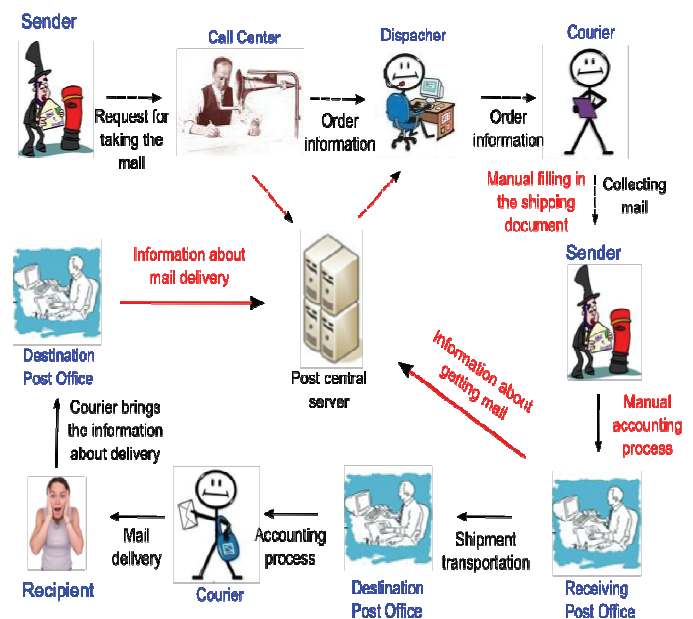 Sender
Call Center
Dispacher
Courier
Request for
taking the
mail
Order
information
Order
information
Manual filling in
the shipping
document
Collecting
mail
Sender
Information about
mail delivery
Destination
Post Office
Post central
server
Information about
getting mail
Manual
accounting
process
Courier brings
the information
about delivery
Mail
delivery
Accounting
process
Shipment
transportation
Recipient
Courier
Destination
Post Office
Receiving
Post Office